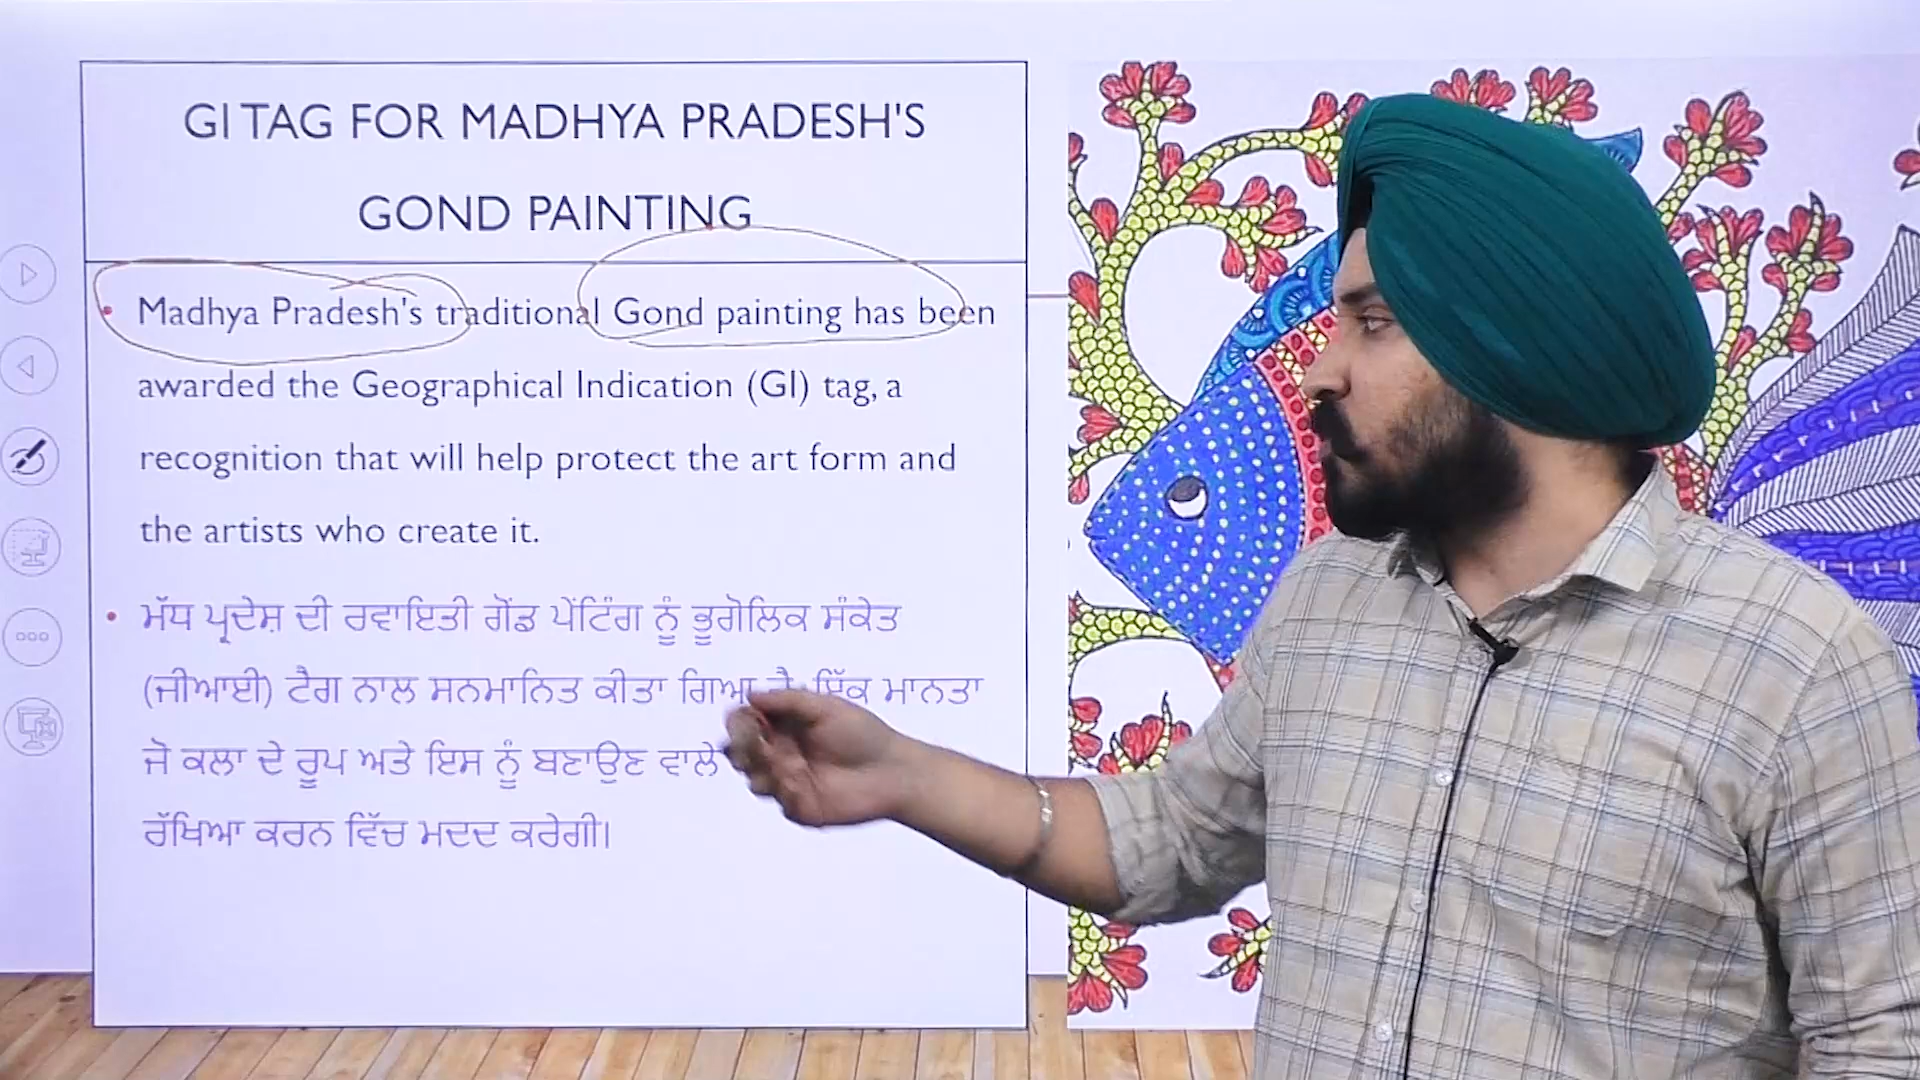 GI TAG FOR MADHYA PRADESH'S
GOND PAINTING
• Madhya Pradesh's traditional Gond painting has been
awarded the Geographical Indication (GI) tag, a
recognition that will help protect the art form and
the artists who create it.
• ਮੱਧ ਪ੍ਰਦੇਸ਼ ਦੀ ਰਵਾਇਤੀ ਗੋਂਡ ਪੇਂਟਿੰਗ ਨੂੰ ਭੂਗੋਲਿਕ ਸੰਕੇਤ
(ਜੀਆਈ) ਟੈਗ ਨਾਲ ਸਨਮਾਨਿਤ ਕੀਤਾ ਗਿਆ ਇੱਕ ਮਾਨਤਾ
ਜੋ ਕਲਾ ਦੇ ਰੂਪ ਅਤੇ ਇਸ ਨੂੰ ਬਣਾਉਣ ਵਾਲੇ
ਰੱਖਿਆ ਕਰਨ ਵਿੱਚ ਮਦਦ ਕਰੇਗੀ।